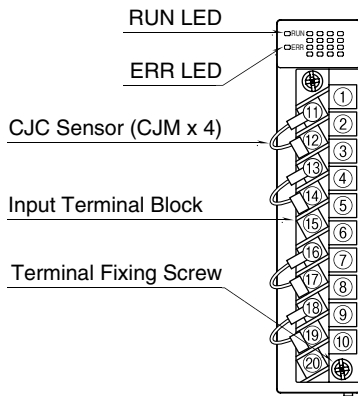 RUN LED
RUN
ERR
ERR LED
①
⑪
②
CJC Sensor (CJM x 4)
⑫
③
⑬
④
⑭
⑤
Input Terminal Block
⑮
⑥
⑯
⑦
Terminal Fixing Screw
⑰
⑧
⑱
⑨
⑲
⑩
⑳